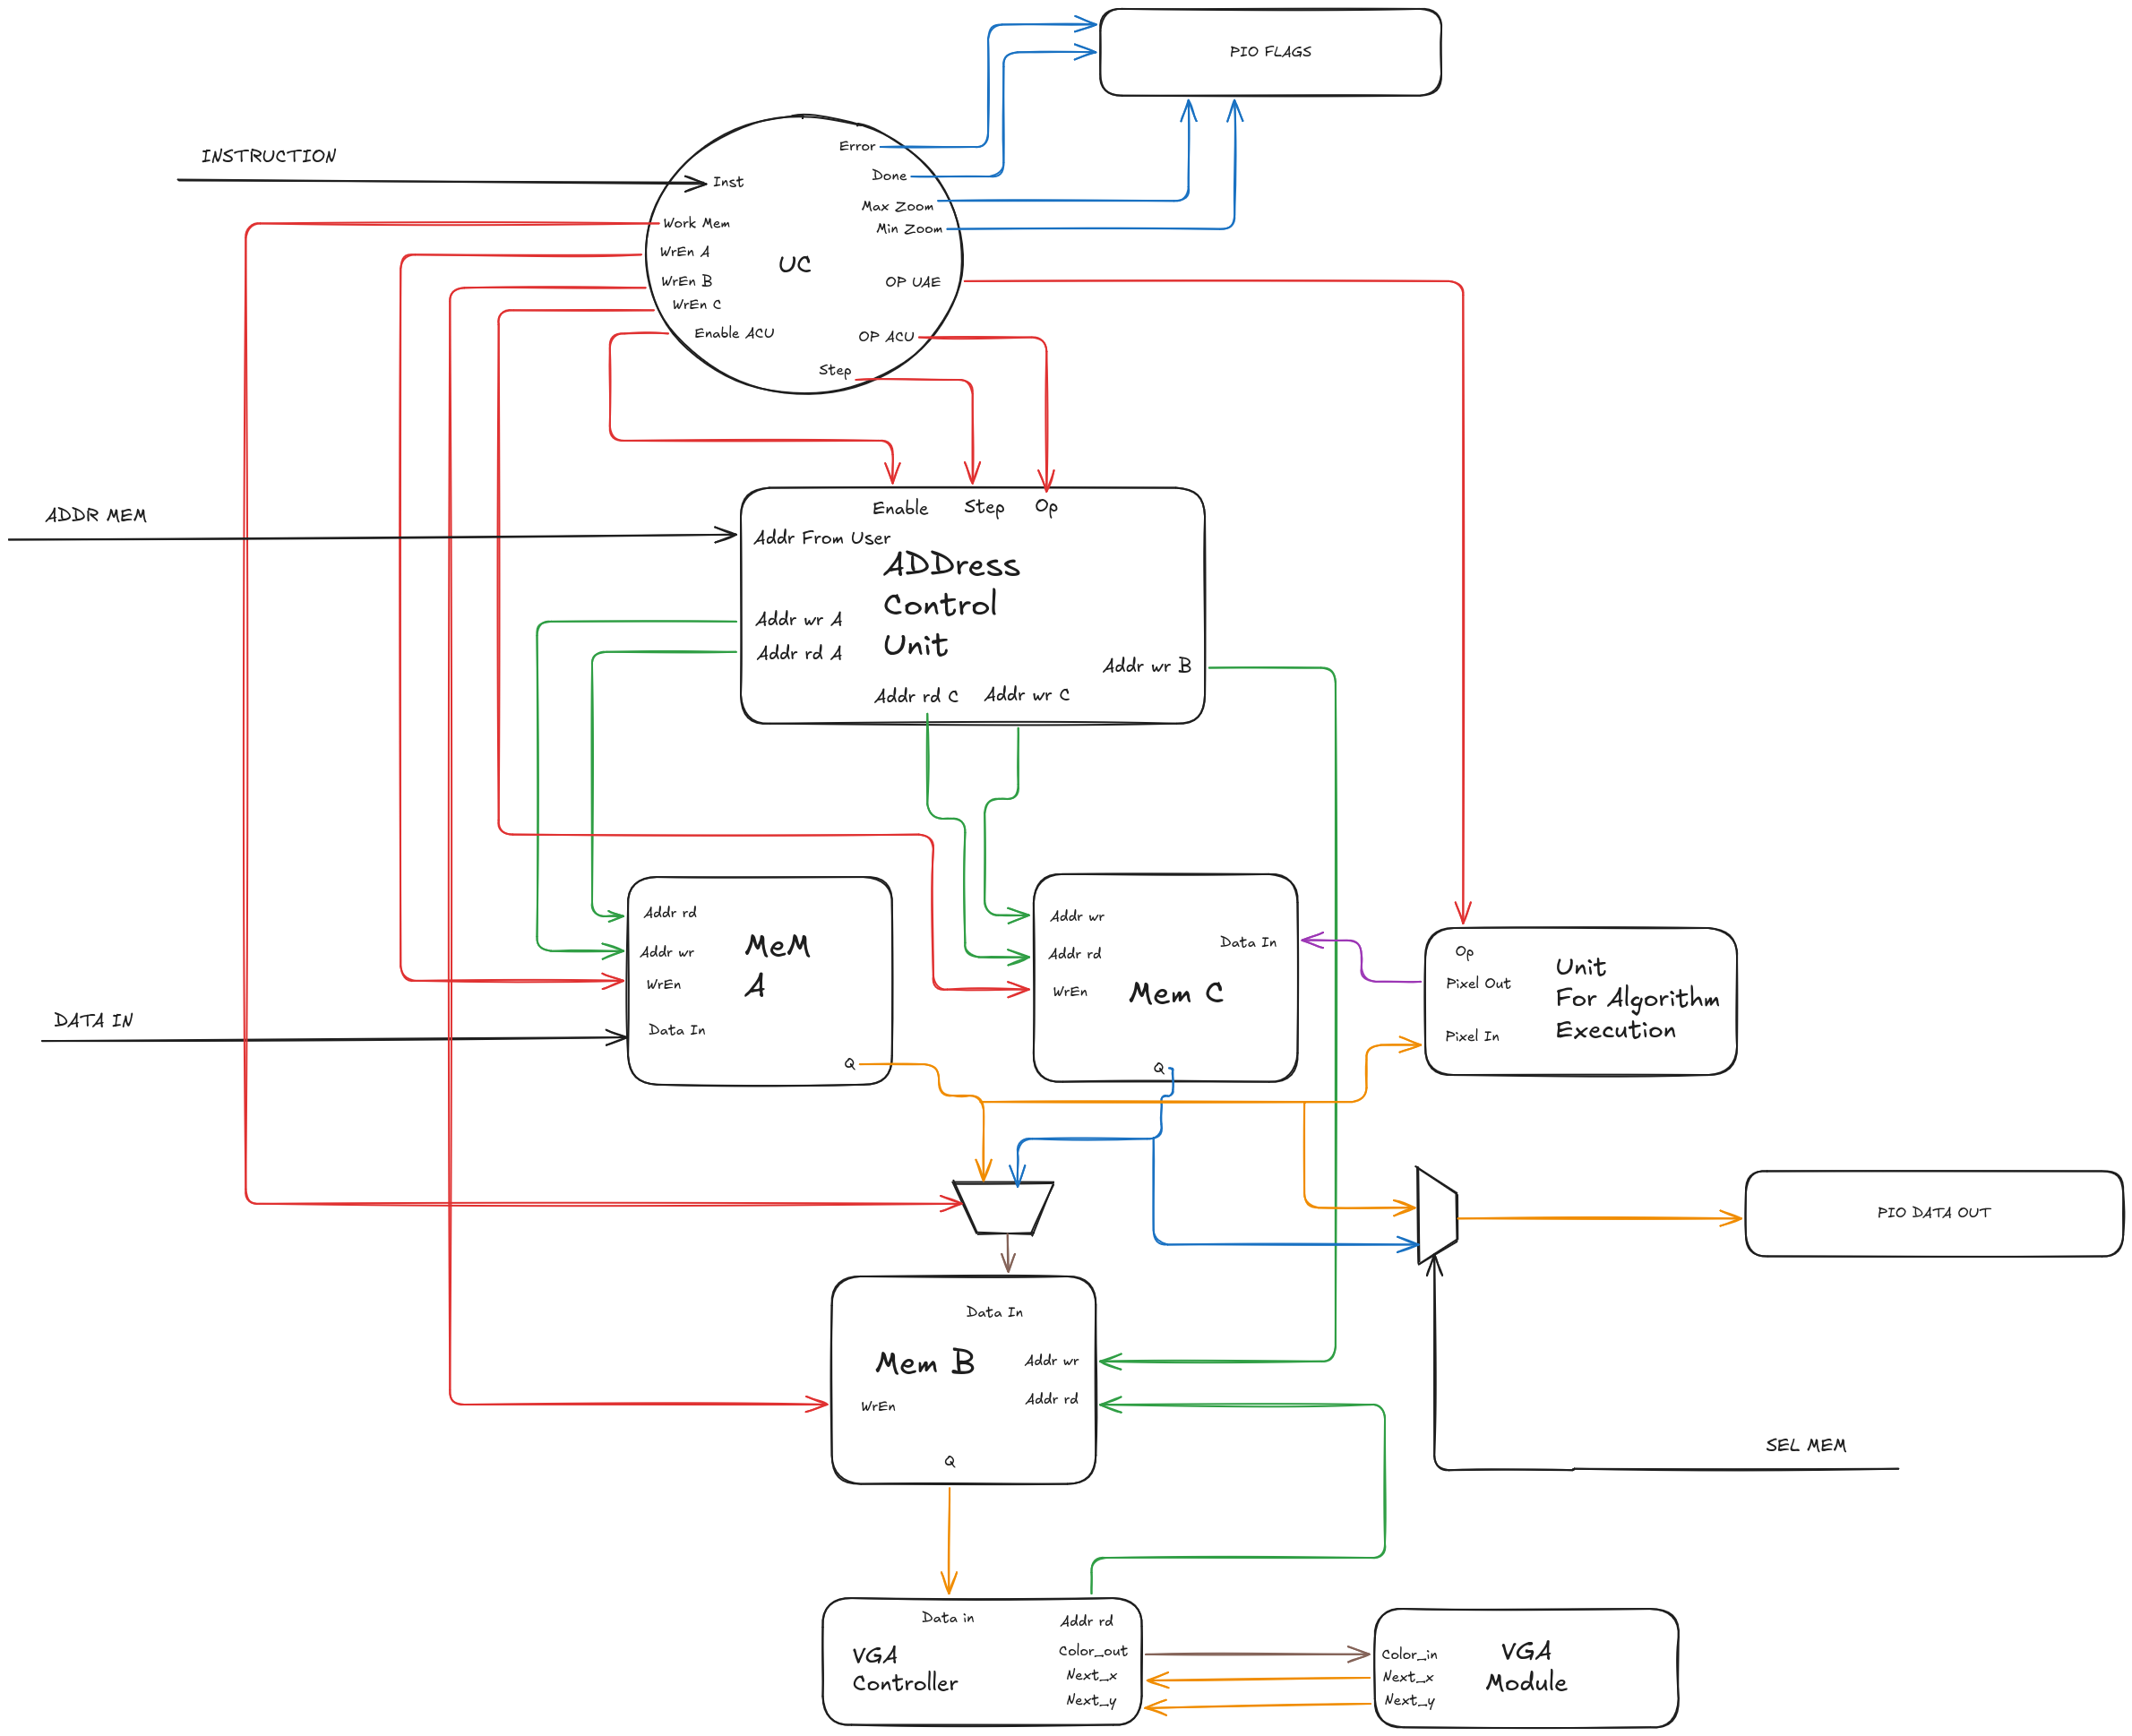 PIO FLAGS
Error
INSTRUCTION
Done
Inst
Max Zoom
Work Mem
Min Zoom
WrEn A
UC
WrEn B
OP UAE
WrEn C
Enable ACU
OP ACU
Step
ADDR MEM
Enable
Step
Op
Addr From User
ADDress
Control
Unit
Addr wr A
Addr rd A
Addr wr B
Addr rd C
Addr wr C
Addr rd
Addr wr
WrEn
MeM
A
Data In
Q
Addr wr
Addr rd
WrEn
Data In
Mem C
Q
Op
Pixel Out
Pixel In
Unit
For Algorithm
Execution
DATA IN
PIO DATA OUT
Data In
Mem B
Addr wr
Addr rd
WrEn
Q
SEL MEM
Data in
Addr rd
VGA
Controller
Color_out
Next_x
Next_y
Color_in
Next_x
Next_y
VGA
Module